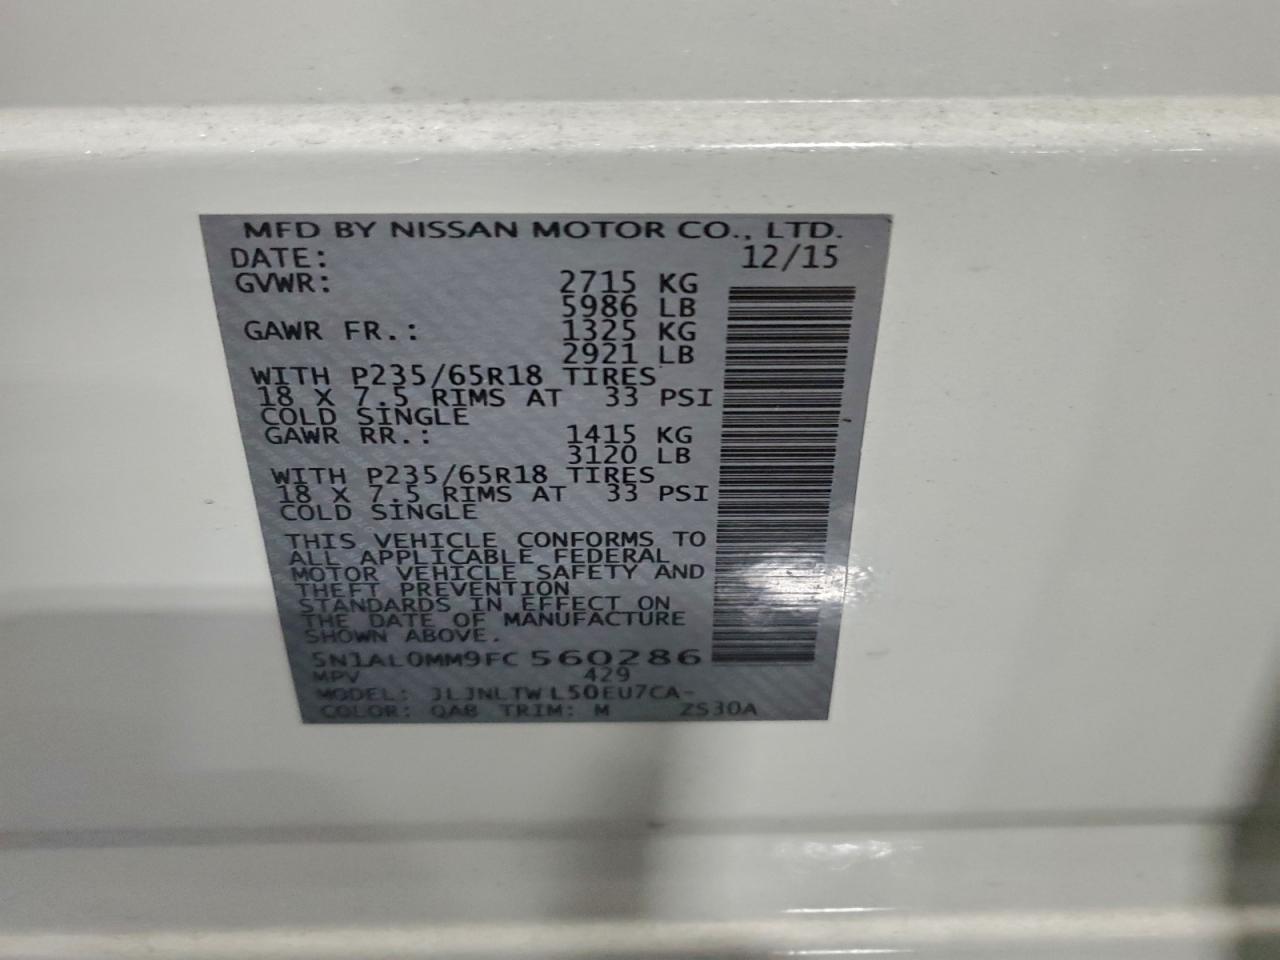 MFD BY NISSAN MOTOR CO., LTD.
DATE: 12/15
GVWR: 2715 KG
5986 LB
GAWR FR.: 1325 KG
2921 LB
WITH P235/65R18 TIRES
18 X 7.5 RIMS AT 33 PSI
COLD SINGLE
GAWR RR.: 1415 KG
3120 LB
WITH P235/65R18 TIRES
18 X 7.5 RIMS AT 33 PSI
COLD SINGLE
THIS VEHICLE CONFORMS TO
ALL APPLICABLE FEDERAL
MOTOR VEHICLE SAFETY AND
THEFT PREVENTION
STANDARDS IN EFFECT ON
THE DATE OF MANUFACTURE
SHOWN ABOVE.
5N1AL0MM9FC560286
MPV 429
MODEL: JLJNLTWL50EU7CA-
COLOR: QAB TRIM: M ZS30A